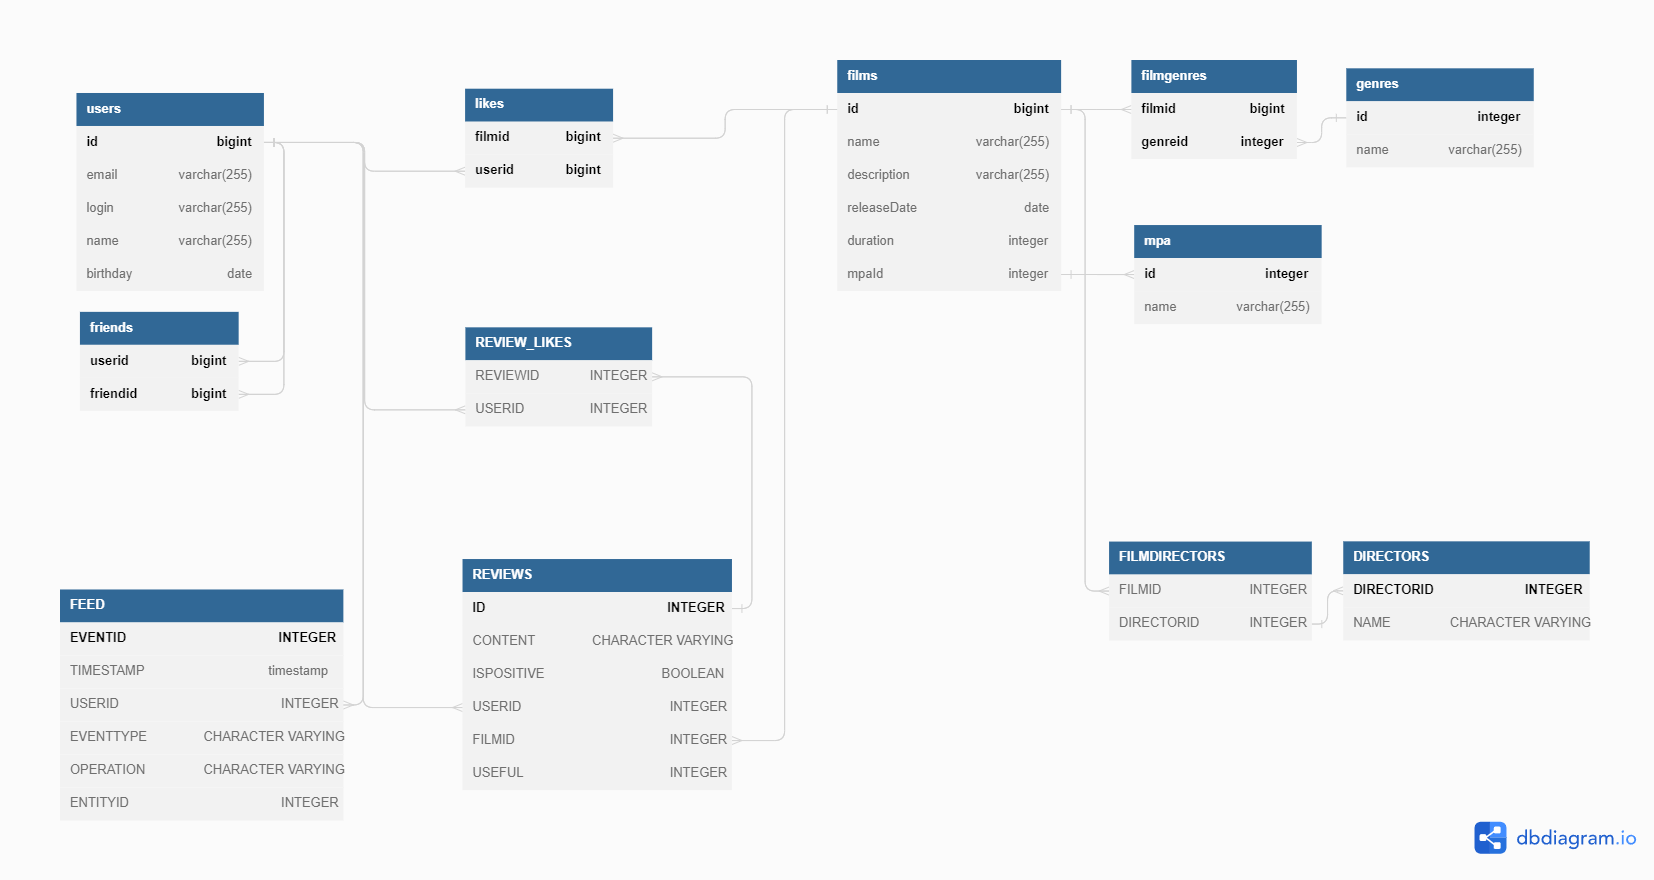 users
id bigint
email varchar(255)
login varchar(255)
name varchar(255)
birthday date
friends
userid bigint
friendid bigint
likes
filmid bigint
userid bigint
REVIEW_LIKES
REVIEWID INTEGER
USERID INTEGER
films
id bigint
name varchar(255)
description varchar(255)
releaseDate date
duration integer
mpaId integer
filmgenres
filmid bigint
genreid integer
genres
id integer
name varchar(255)
mpa
id integer
name varchar(255)
FEED
EVENTID INTEGER
TIMESTAMP timestamp
USERID INTEGER
EVENTTYPE CHARACTER VARYING
OPERATION CHARACTER VARYING
ENTITYID INTEGER
REVIEWS
ID INTEGER
CONTENT CHARACTER VARYING
ISPOSITIVE BOOLEAN
USERID INTEGER
FILMID INTEGER
USEFUL INTEGER
FILMDIRECTORS
FILMID INTEGER
DIRECTORID INTEGER
DIRECTORS
DIRECTORID INTEGER
NAME CHARACTER VARYING
dbdiagram.io